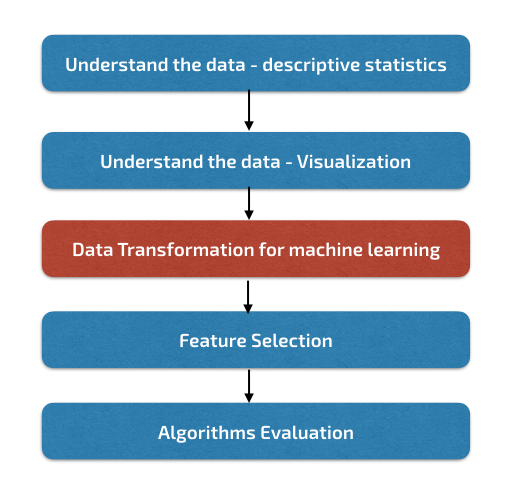 Understand the data - descriptive statistics
Understand the data - Visualization
Data Transformation for machine learning
Feature Selection
Algorithms Evaluation